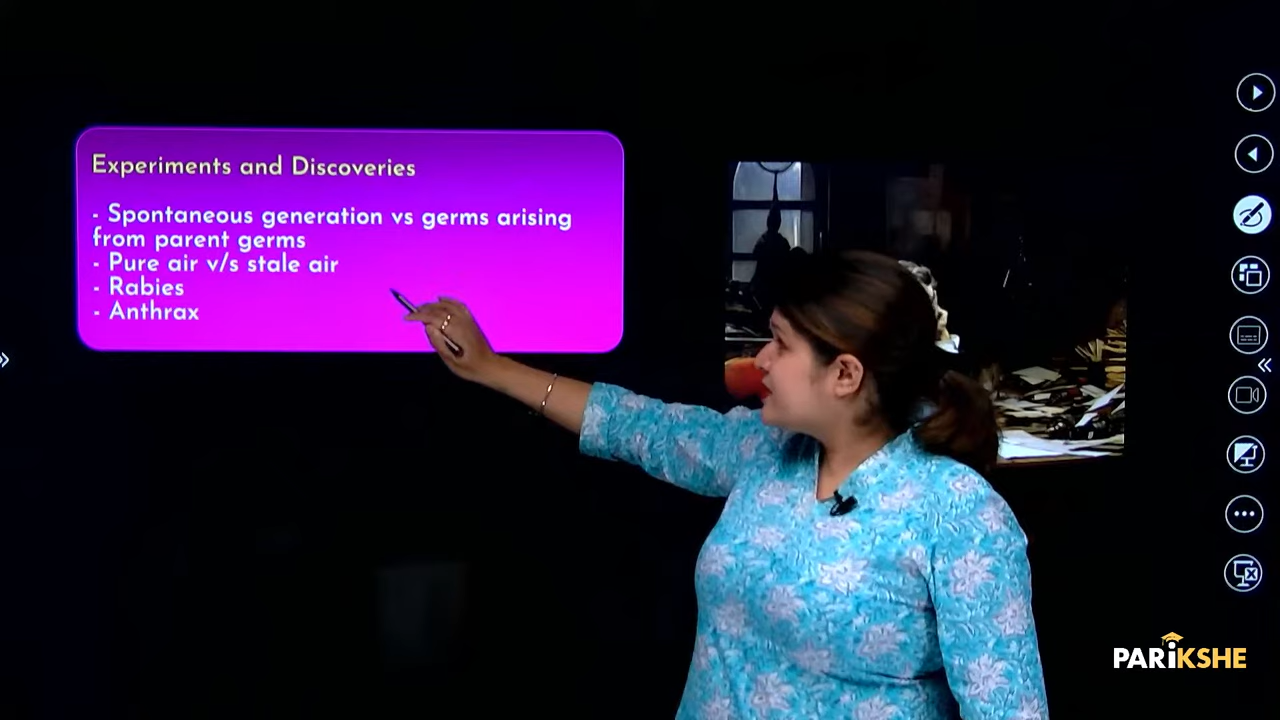 Experiments and Discoveries
- Spontaneous generation vs germs arising
from parent germs
- Pure air v/s stale air
- Rabies
- Anthrax
PARIKSHE